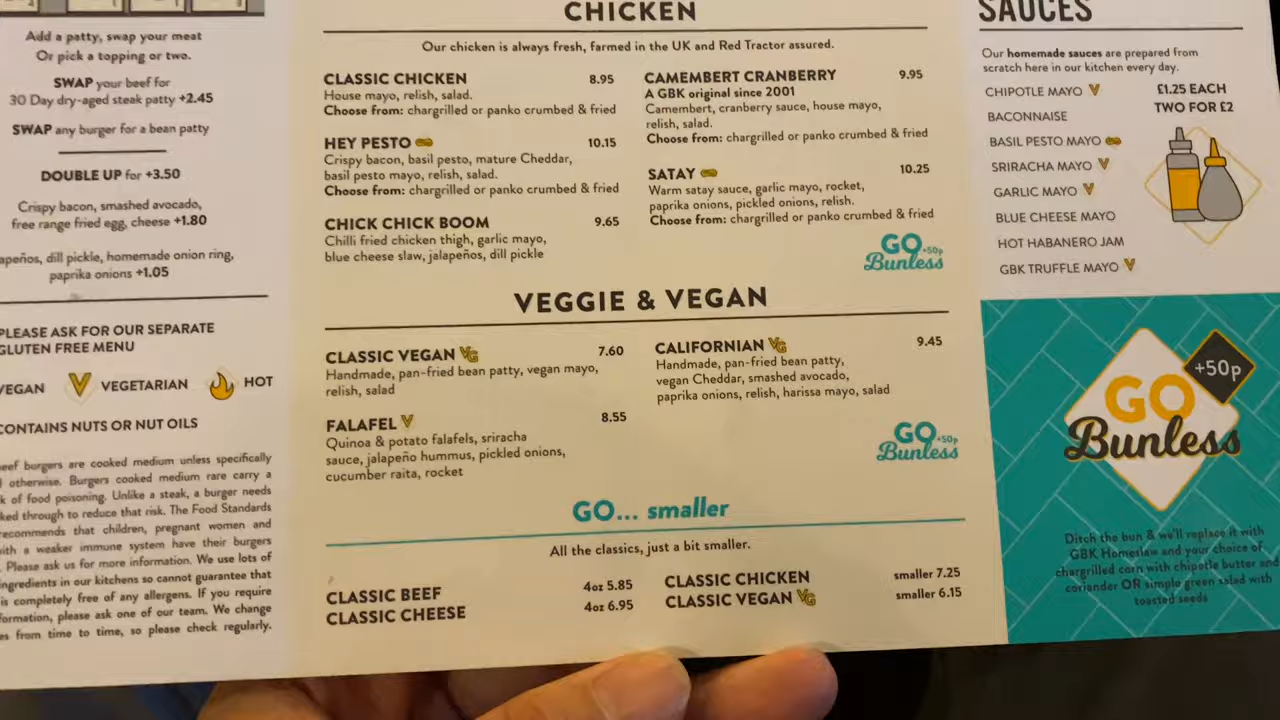 Add a patty, swap your meat
Or pick a topping or two.
SWAP your beef for
30 Day dry-aged steak patty +2.45
SWAP any burger for a bean patty
DOUBLE UP for +3.50
Crispy bacon, smashed avocado,
free range fried egg, cheese +1.80
dill pickle, homemade onion ring,
paprika onions +1.05
PLEASE ASK FOR OUR SEPARATE
GLUTEN FREE MENU
VEGAN V VEGETARIAN HOT
CONTAINS NUTS OR NUT OILS
burgers are cooked medium unless specifically
otherwise. Burgers cooked medium rare carry a
of food poisoning. Unlike a steak, a burger needs
through to reduce that risk. The Food Standards
recommends that children, pregnant women and
with a weaker immune system have their burgers
. Please ask us for more information. We use lots of
ingredients in our kitchens so cannot guarantee that
is completely free of any allergens. If you require
please ask one of our team. We change
from time to time, so please check regularly.
CHICKEN
Our chicken is always fresh, farmed in the UK and Red Tractor assured.
CLASSIC CHICKEN 8.95
House mayo, relish, salad.
Choose from: chargrilled or panko crumbed & fried
HEY PESTO 10.15
Crispy bacon, basil pesto, mature Cheddar,
basil pesto mayo, relish, salad.
Choose from: chargrilled or panko crumbed & fried
CHICK CHICK BOOM 9.65
Chilli fried chicken thigh, garlic mayo,
blue cheese slaw, jalapeños, dill pickle
CAMEMBERT CRANBERRY 9.95
A GBK original since 2001
Camembert, cranberry sauce, house mayo,
relish, salad.
Choose from: chargrilled or panko crumbed & fried
SATAY 10.25
Warm satay sauce, garlic mayo, rocket,
paprika onions, pickled onions, relish.
Choose from: chargrilled or panko crumbed & fried
GO +50p
Bunless
VEGGIE & VEGAN
CLASSIC VEGAN VG 7.60
Handmade, pan-fried bean patty, vegan mayo,
relish, salad
FALAFEL V 8.55
Quinoa & potato falafels, sriracha
sauce, jalapeño hummus, pickled onions,
cucumber raita, rocket
CALIFORNIAN VG 9.45
Handmade, pan-fried bean patty,
vegan Cheddar, smashed avocado,
paprika onions, relish, harissa mayo, salad
GO +50p
Bunless
GO... smaller
All the classics, just a bit smaller.
CLASSIC BEEF 4oz 5.85
CLASSIC CHEESE 4oz 6.95
CLASSIC CHICKEN smaller 7.25
CLASSIC VEGAN VG smaller 6.15
SAUCES
Our homemade sauces are prepared from
scratch here in our kitchen every day.
CHIPOTLE MAYO V
BACONNAISE
BASIL PESTO MAYO
SRIRACHA MAYO V
GARLIC MAYO V
BLUE CHEESE MAYO
HOT HABANERO JAM
GBK TRUFFLE MAYO V
£1.25 EACH
TWO FOR £2
+50p
GO
Bunless
Ditch the bun & we'll replace it with
GBK Homeslaw and your choice of
chargrilled corn with chipotle butter and
coriander OR simple green salad with
toasted seeds